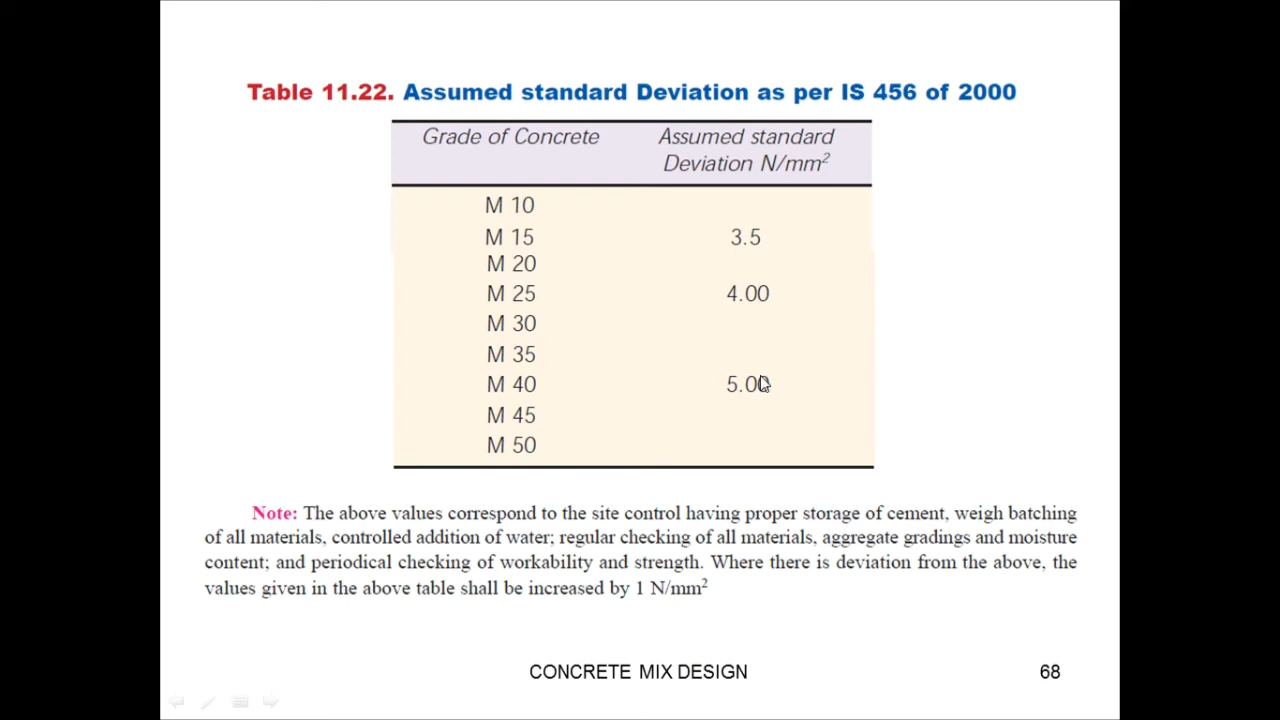 Table 11.22. Assumed standard Deviation as per IS 456 of 2000
Grade of Concrete Assumed standard
Deviation N/mm²
M 10
M 15 3.5
M 20
M 25 4.00
M 30
M 35
M 40 5.00
M 45
M 50
Note: The above values correspond to the site control having proper storage of cement, weigh batching
of all materials, controlled addition of water; regular checking of all materials, aggregate gradings and moisture
content; and periodical checking of workability and strength. Where there is deviation from the above, the
values given in the above table shall be increased by 1 N/mm²
CONCRETE MIX DESIGN 68